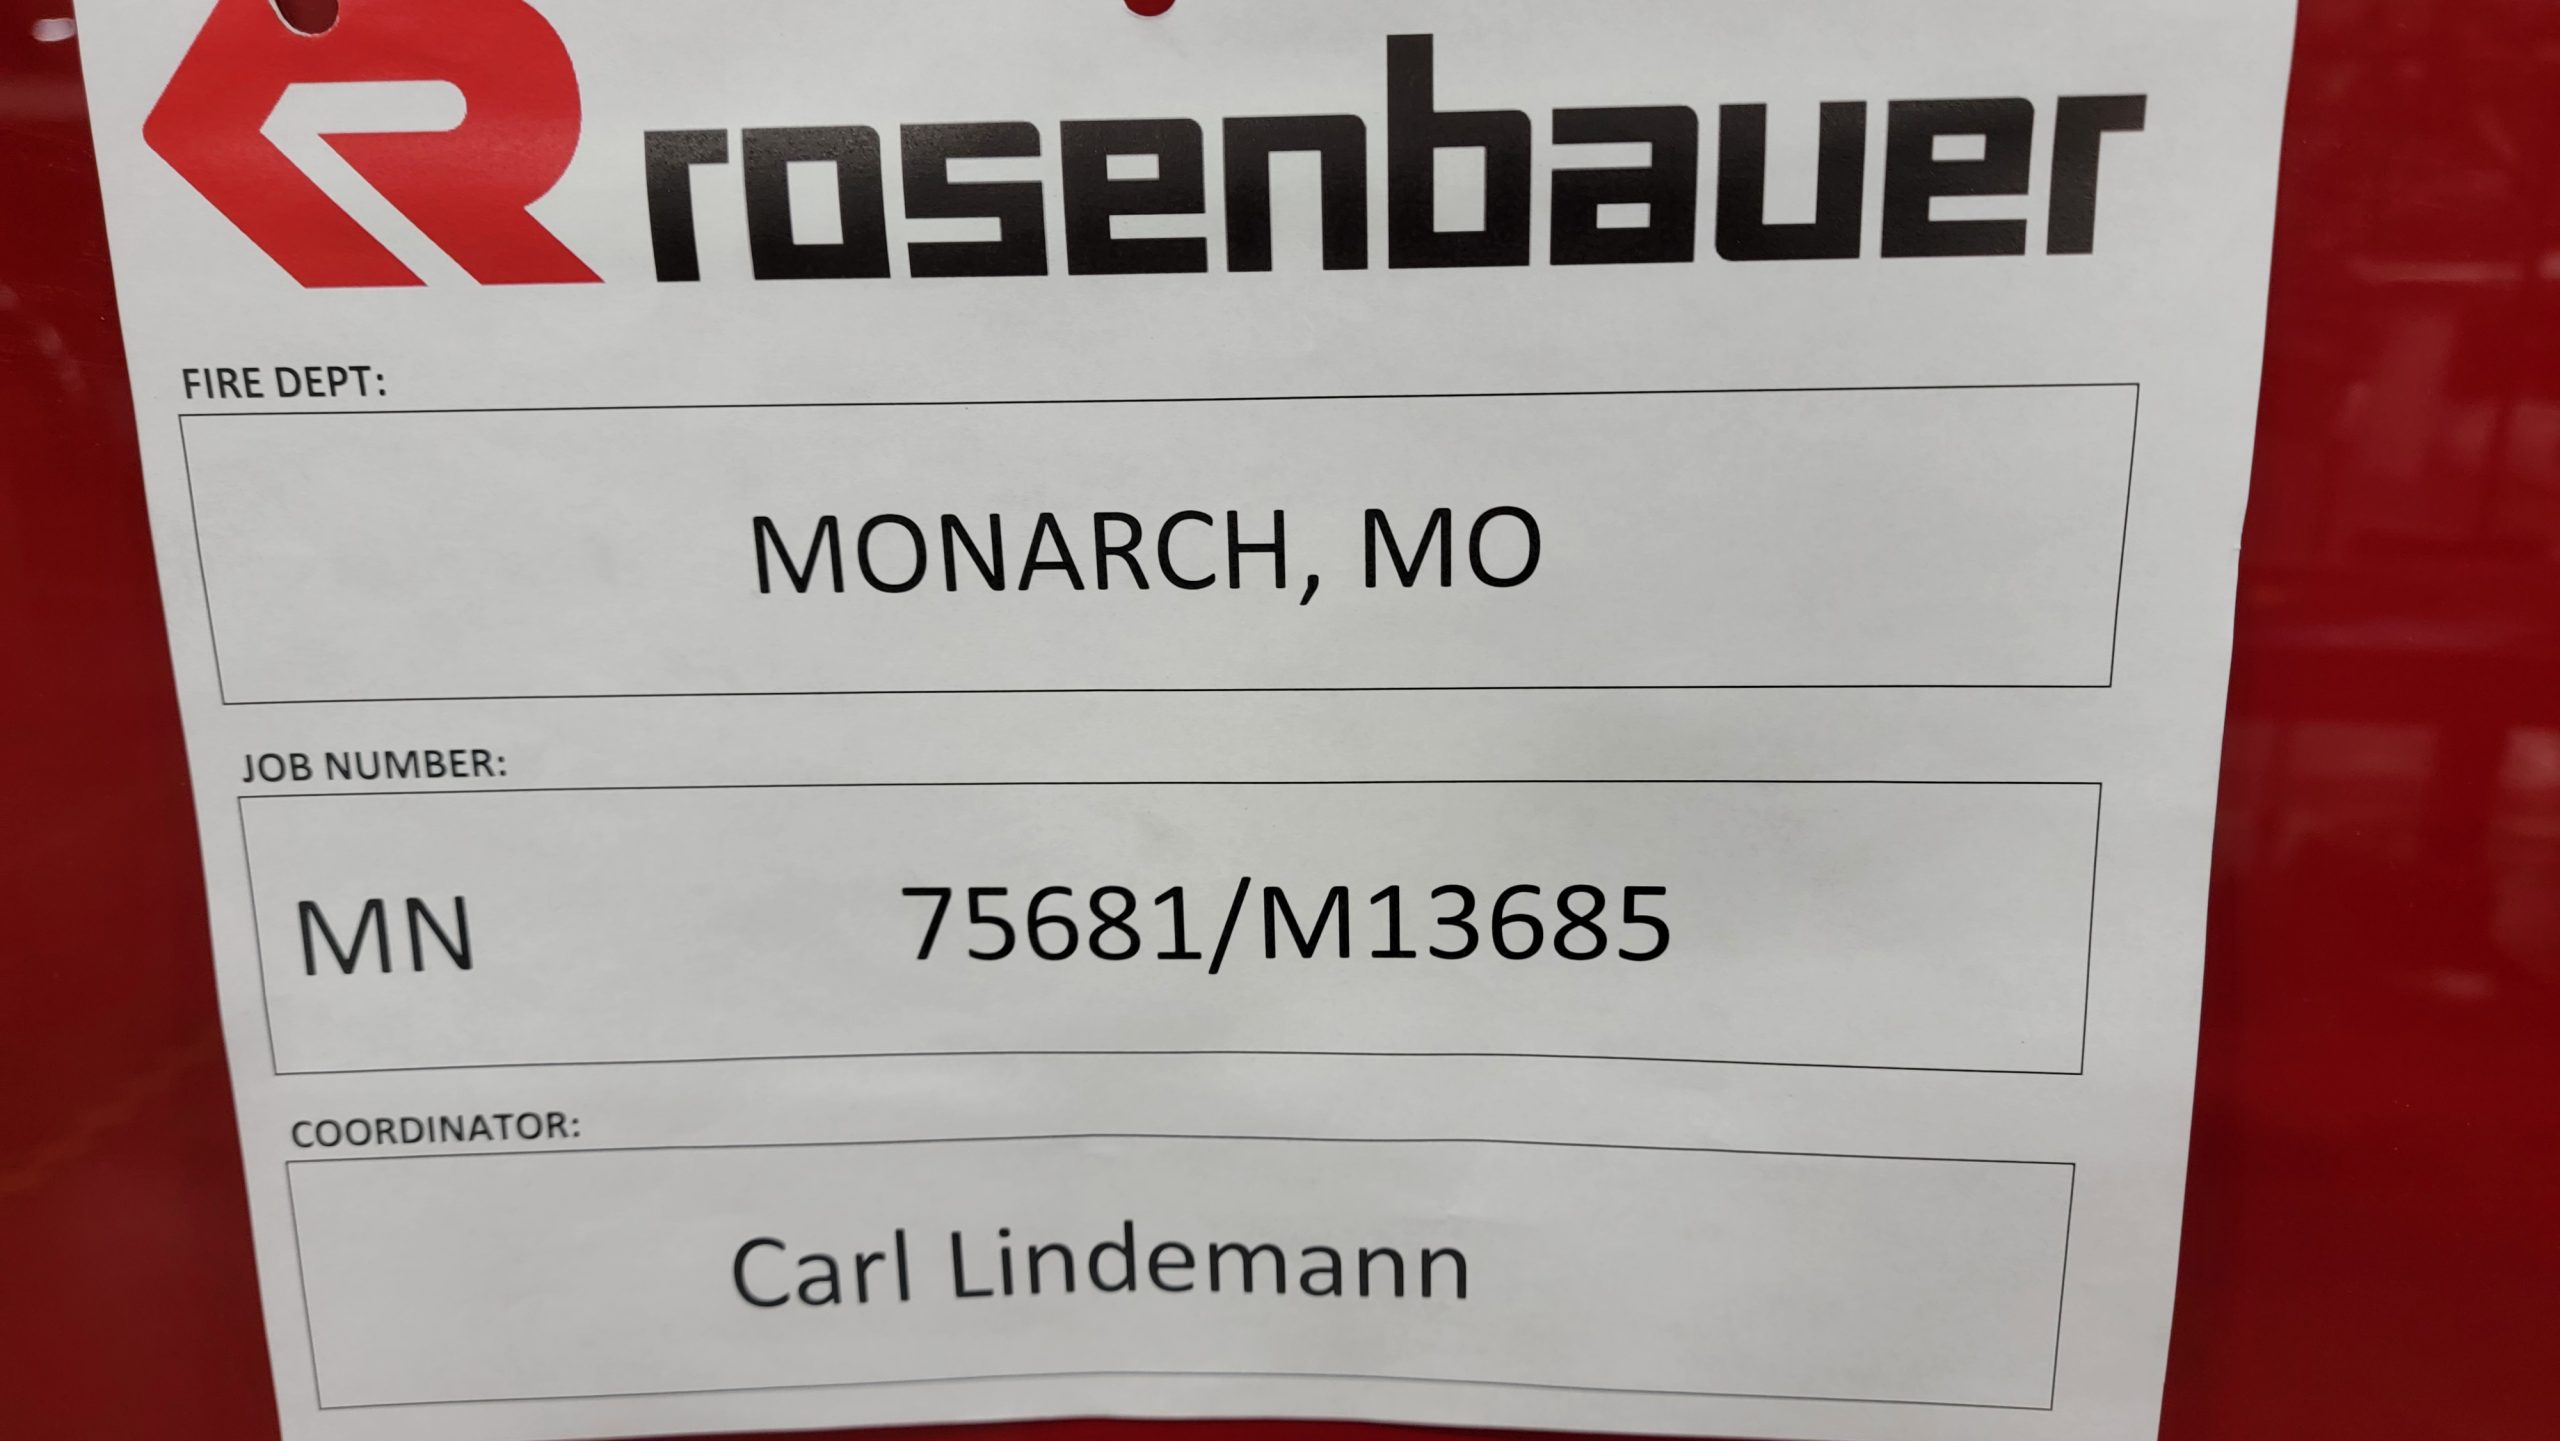 rosenbauer
FIRE DEPT:
MONARCH, MO
JOB NUMBER:
MN 75681/M13685
COORDINATOR:
Carl Lindemann